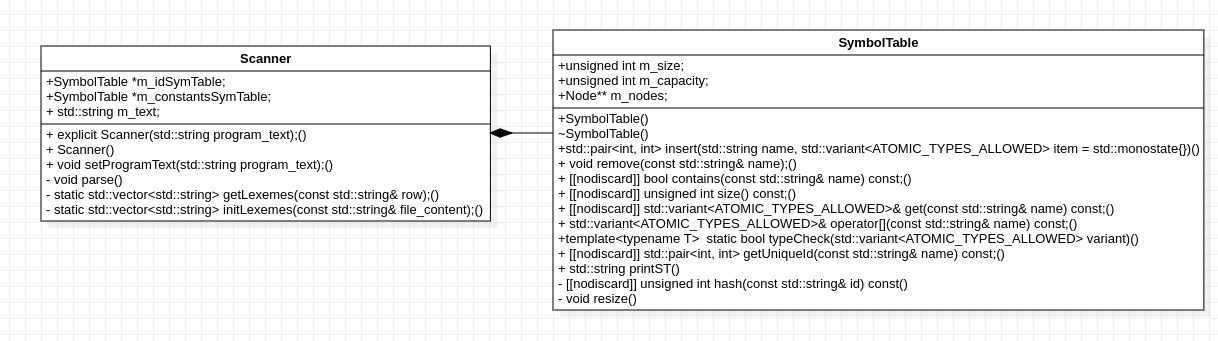 Scanner
+SymbolTable *m_idSymTable;
+SymbolTable *m_constantsSymTable;
+ std::string m_text;
+ explicit Scanner(std::string program_text);()
+ Scanner()
+ void setProgramText(std::string program_text);()
- void parse()
- static std::vector<std::string> getLexemes(const std::string& row);()
- static std::vector<std::string> initLexemes(const std::string& file_content);()
SymbolTable
+unsigned int m_size;
+unsigned int m_capacity;
+Node** m_nodes;
+SymbolTable()
~SymbolTable()
+std::pair<int, int> insert(std::string name, std::variant<ATOMIC_TYPES_ALLOWED> item = std::monostate{})()
+ void remove(const std::string& name);()
+ [[nodiscard]] bool contains(const std::string& name) const;()
+ [[nodiscard]] unsigned int size() const;()
+ [[nodiscard]] std::variant<ATOMIC_TYPES_ALLOWED>& get(const std::string& name) const;()
+ std::variant<ATOMIC_TYPES_ALLOWED>& operator[](const std::string& name) const;()
+template<typename T>  static bool typeCheck(std::variant<ATOMIC_TYPES_ALLOWED> variant)()
+ [[nodiscard]] std::pair<int, int> getUniqueId(const std::string& name) const;()
+ std::string printST()
- [[nodiscard]] unsigned int hash(const std::string& id) const()
- void resize()